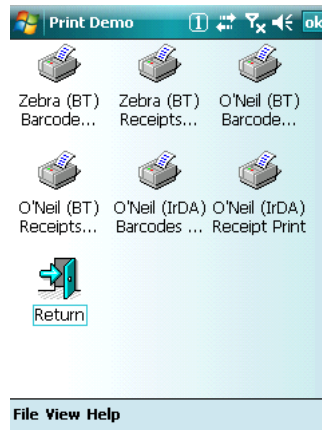 Print Demo 1 ok
Zebra (BT) Zebra (BT) O'Neil (BT)
Barcode... Receipts... Barcode...
O'Neil (BT) O'Neil (IrDA) O'Neil (IrDA)
Receipts... Barcodes ... Receipt Print
Return
File View Help